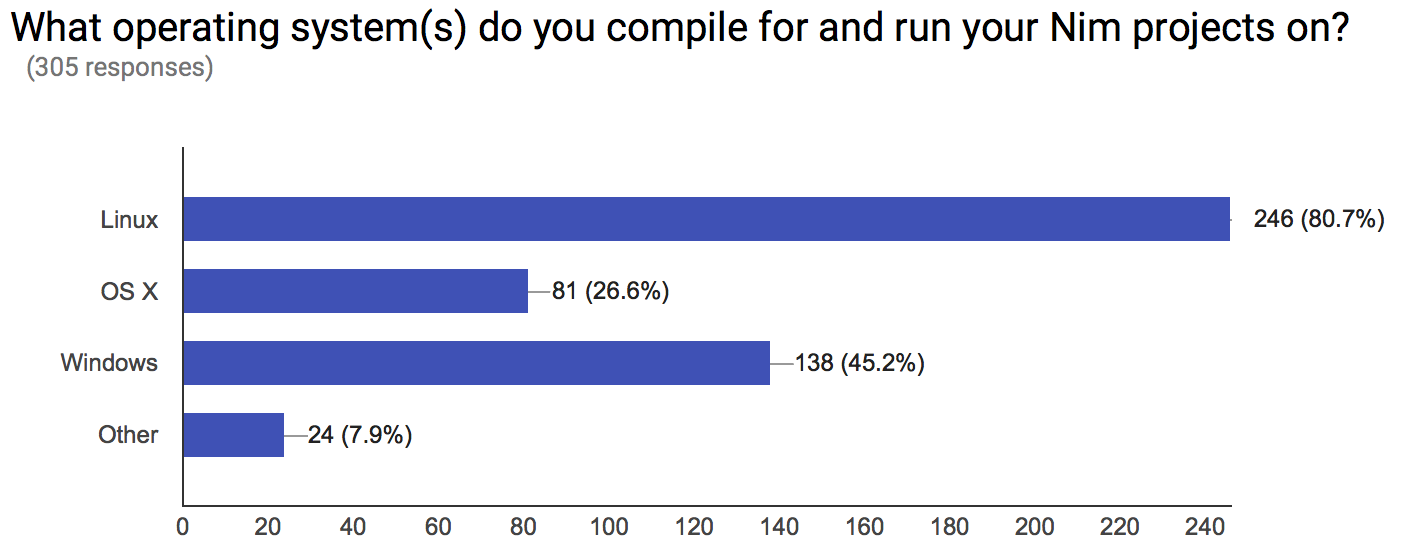 What operating system(s) do you compile for and run your Nim projects on?
(305 responses)
Linux 246 (80.7%)
OS X 81 (26.6%)
Windows 138 (45.2%)
Other 24 (7.9%)
0 20 40 60 80 100 120 140 160 180 200 220 240